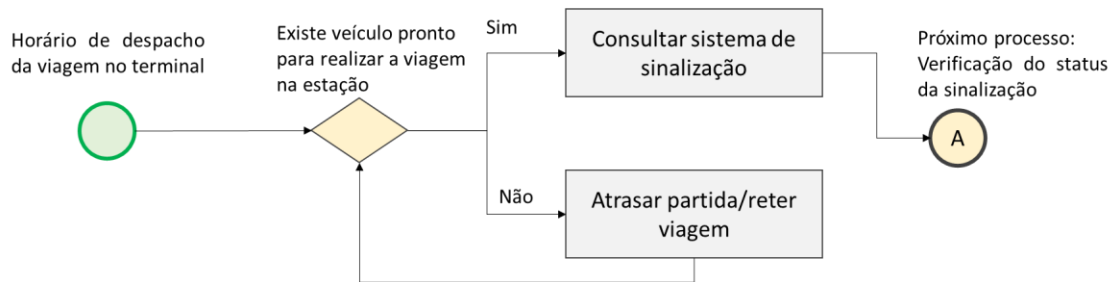 Horário de despacho
da viagem no terminal
Existe veículo pronto
para realizar a viagem
na estação
Sim
Consultar sistema de
sinalização
Próximo processo:
Verificação do status
da sinalização
A
Não
Atrasar partida/reter
viagem